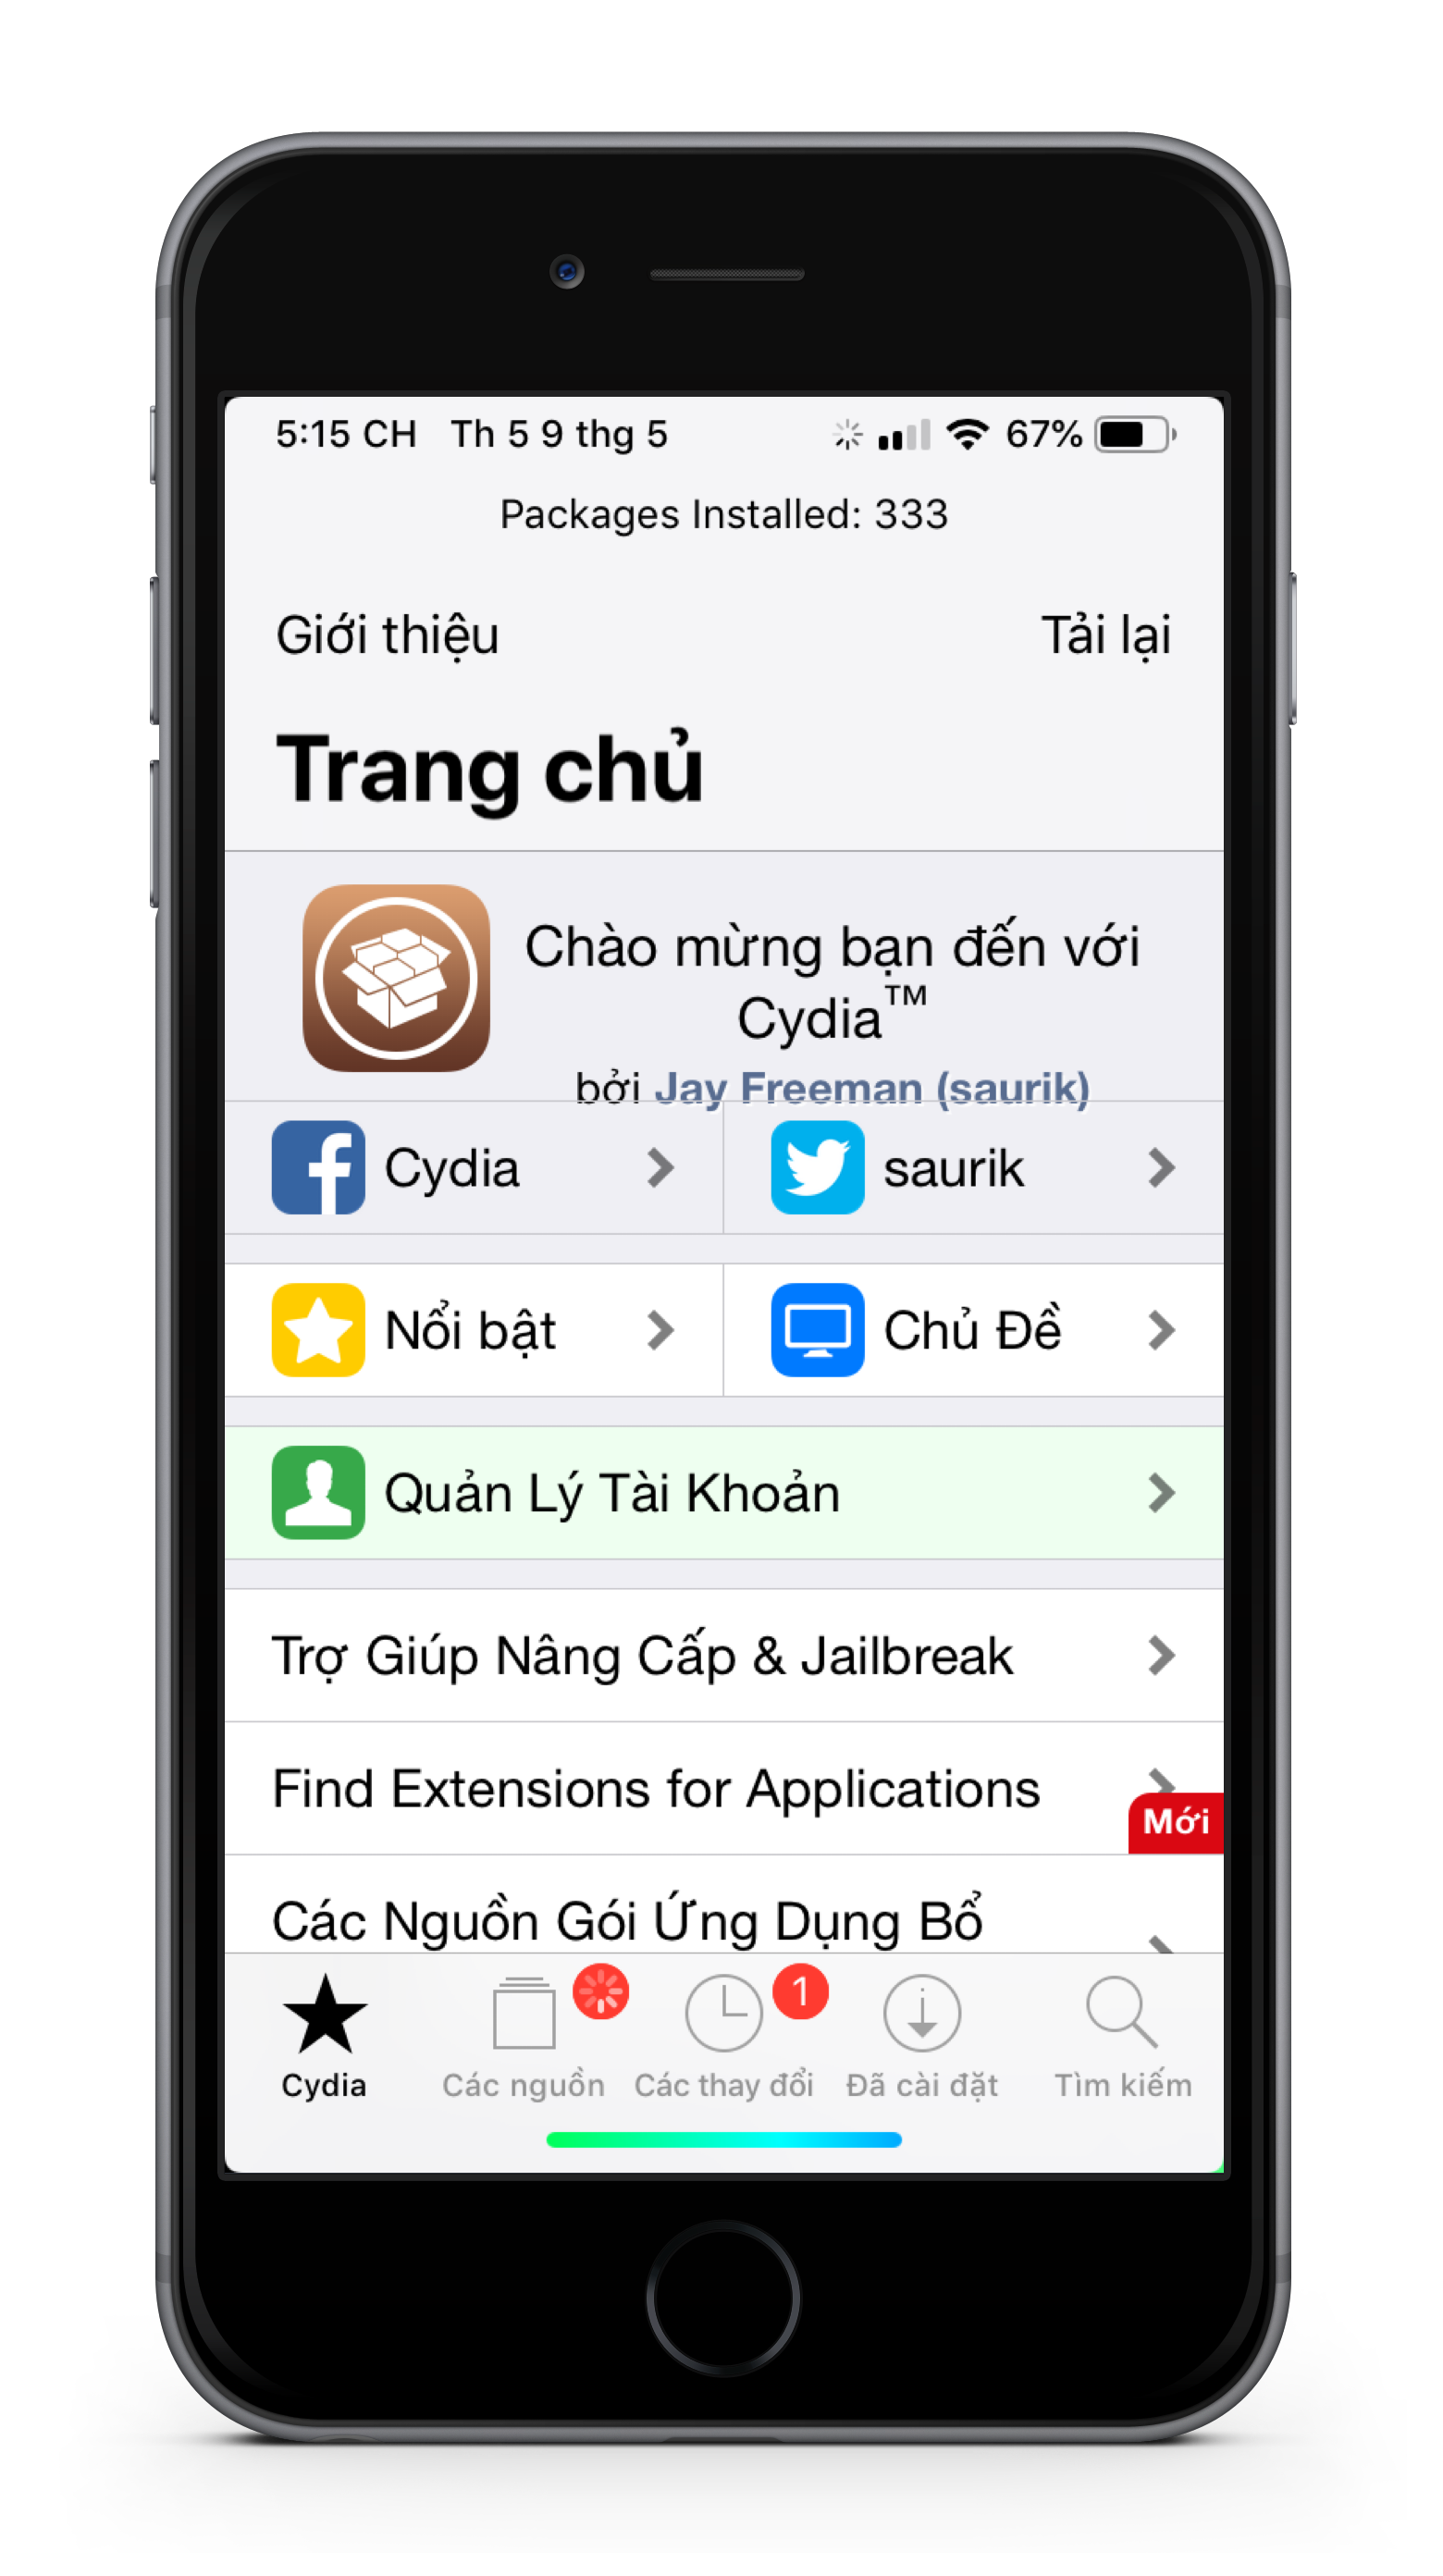 5:15 CH Th 5 9 thg 5 67%
Packages Installed: 333
Giới thiệu Tải lại
Trang chủ
Chào mừng bạn đến với
Cydia™
bởi Jay Freeman (saurik)
Cydia saurik
Nổi bật Chủ Đề
Quản Lý Tài Khoản
Trợ Giúp Nâng Cấp & Jailbreak
Find Extensions for Applications
Mới
Các Nguồn Gói Ứng Dụng Bổ
1
Cydia Các nguồn Các thay đổi Đã cài đặt Tìm kiếm